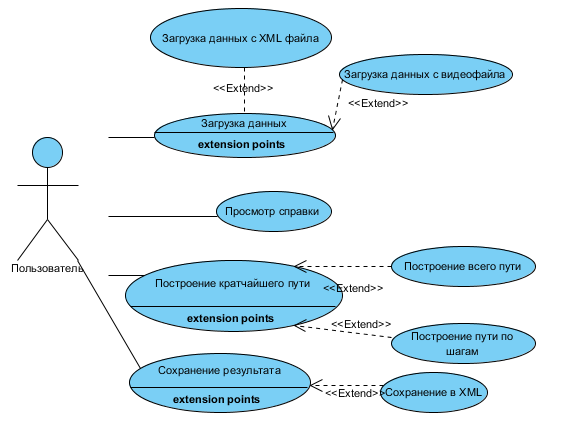 Загрузка данных с XML файла
Загрузка данных с видеофайла
<<Extend>>
<<Extend>>
Загрузка данных
extension points
Просмотр справки
Пользователь
Построение всего пути
Построение кратчайшего пути
<<Extend>>
extension points
<<Extend>>
Построение пути по
шагам
Сохранение результата
extension points
<<Extend>>
Сохранение в XML